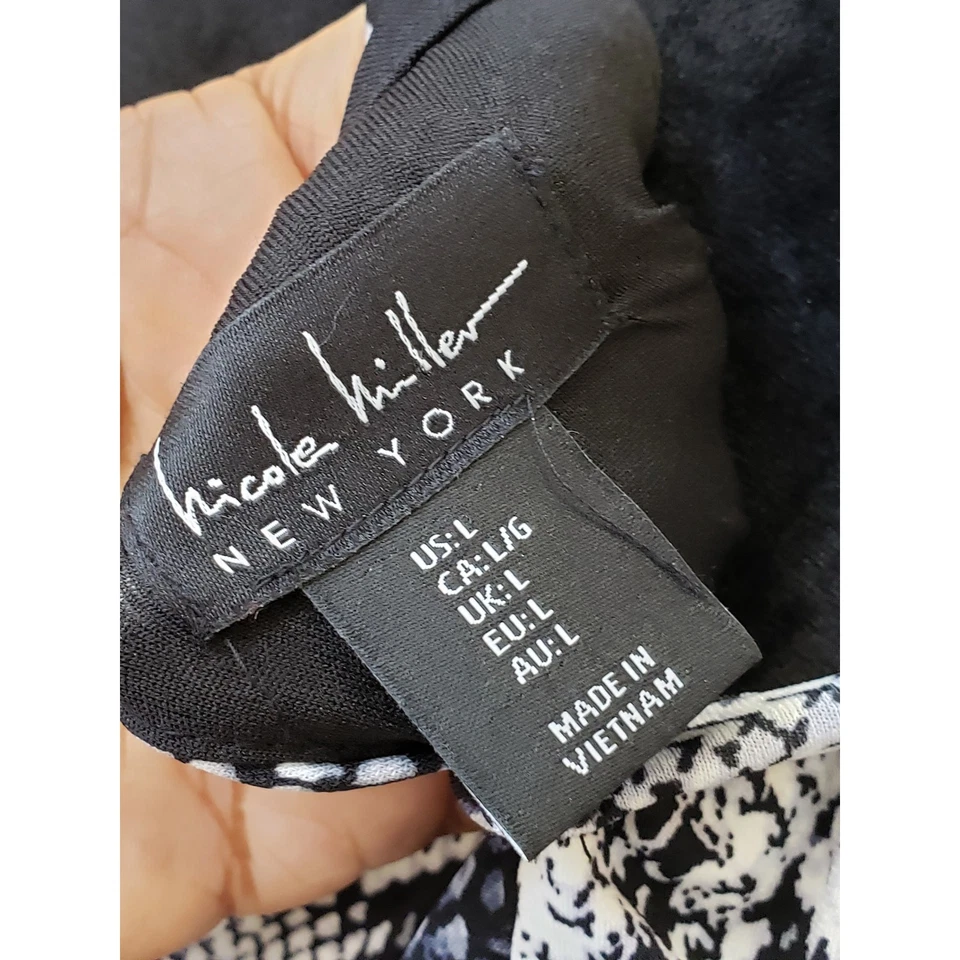 Nicole Miller
NEW YORK
US:L
CA:L/G
UK:L
EU:L
AU:L
MADE IN
VIETNAM